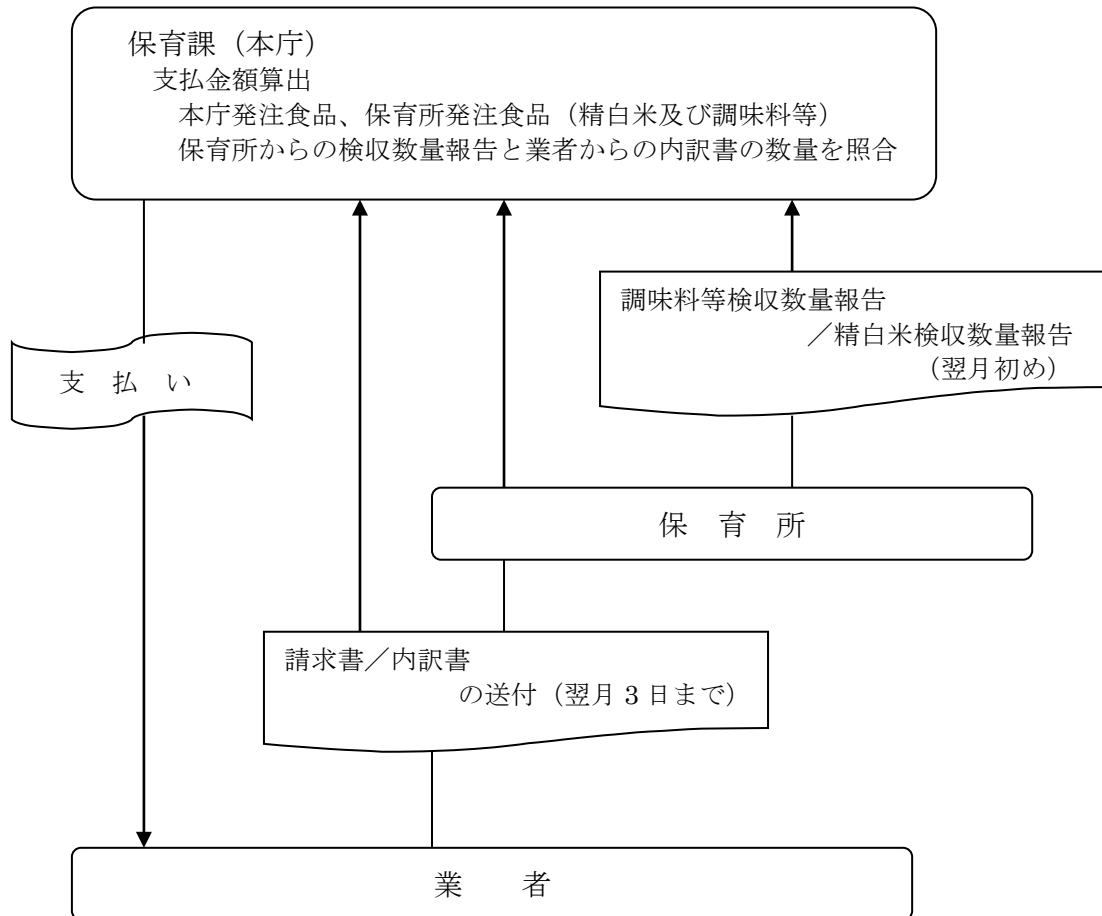 保育課（本庁）
支払金額算出
本庁発注食品、保育所発注食品（精白米及び調味料等）
保育所からの検収数量報告と業者からの内訳書の数量を照合
調味料等検収数量報告
／精白米検収数量報告
（翌月初め）
支　払　い
保　育　所
請求書／内訳書
の送付（翌月 3 日まで）
業　　者